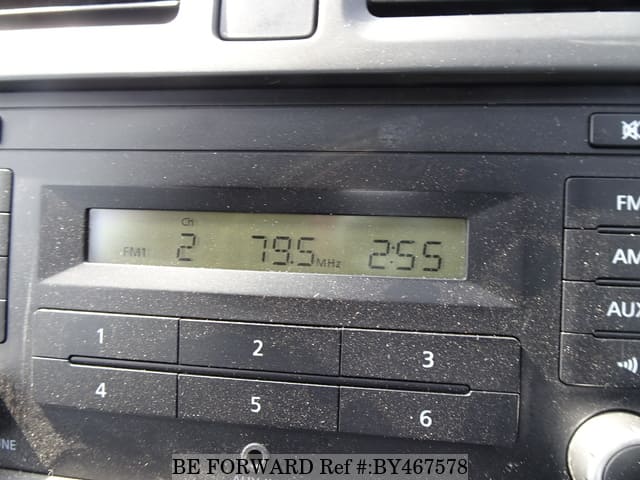 Ch
FM1 2 79.5 MHz 2:55
FM
AM
AUX
1 2 3
4 5 6
BE FORWARD Ref #:BY467578